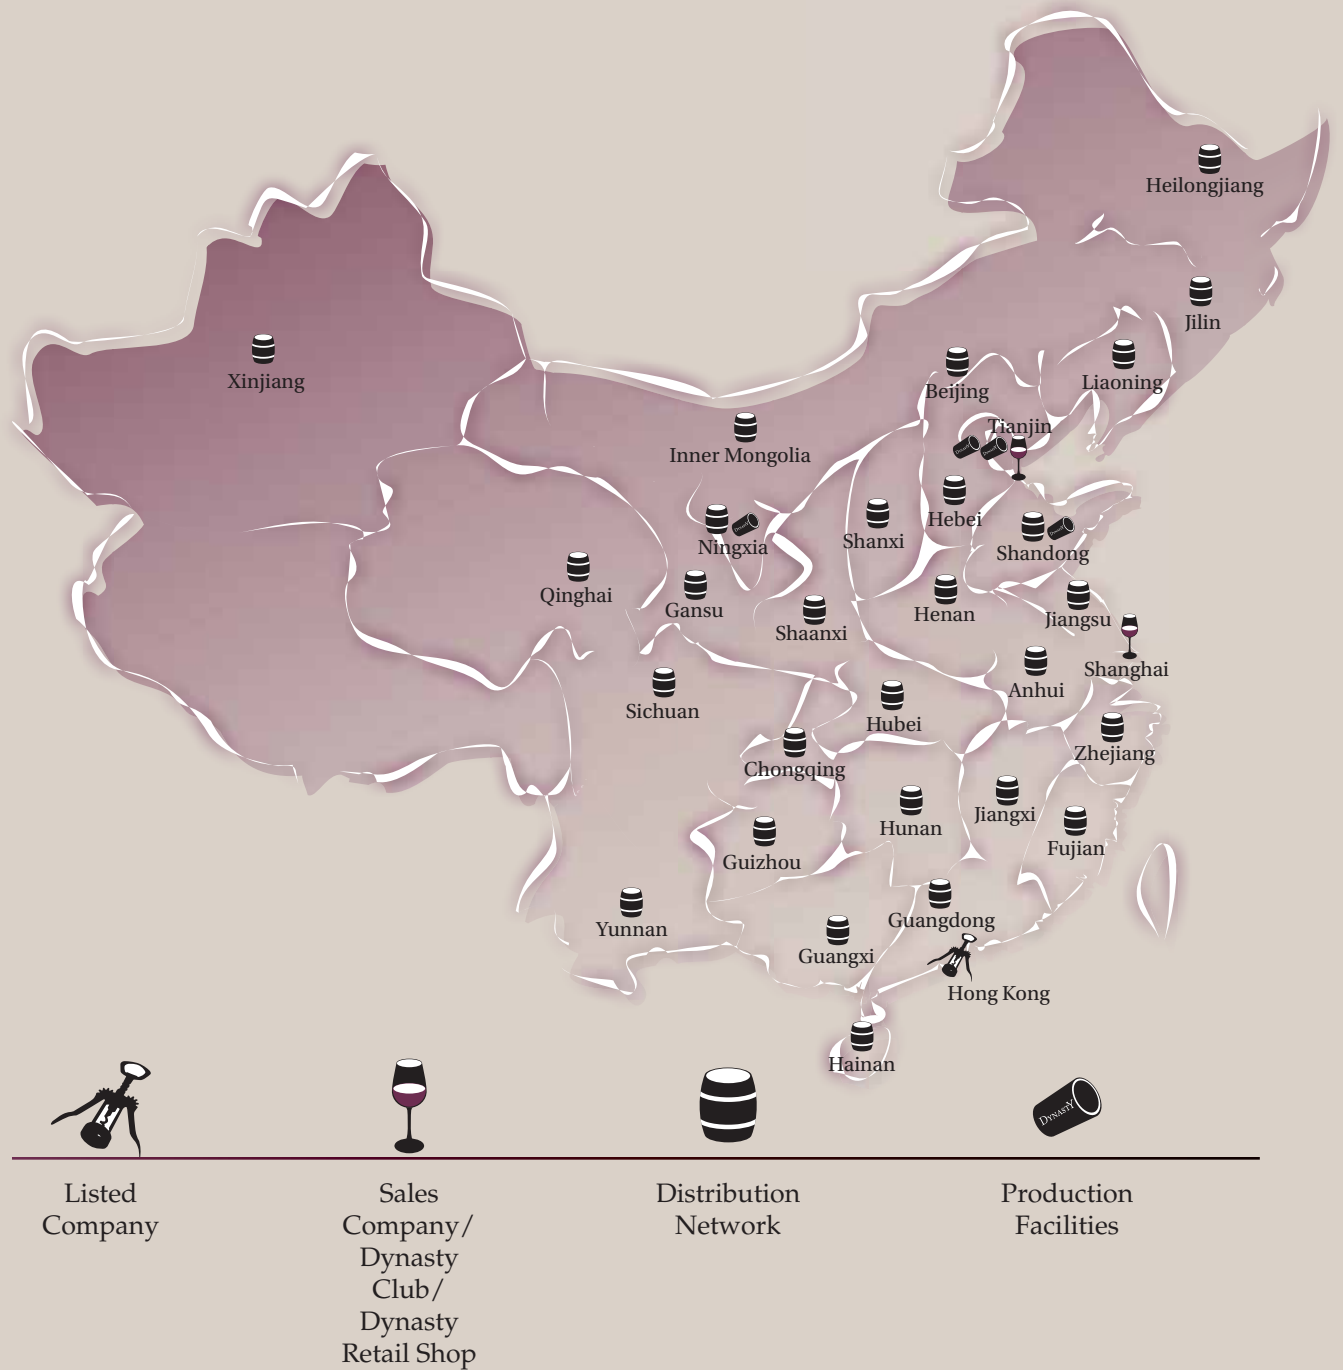 Heilongjiang
Jilin
Xinjiang
Beijing
Liaoning
Tianjin
Inner Mongolia
Hebei
Ningxia
Shanxi
Shandong
Qinghai
Gansu
Henan
Jiangsu
Shaanxi
Shanghai
Anhui
Sichuan
Hubei
Zhejiang
Chongqing
Jiangxi
Hunan
Fujian
Guizhou
Guangdong
Yunnan
Guangxi
Hong Kong
Hainan
DYNASTY
Listed
Company
Sales
Company/
Dynasty
Club/
Dynasty
Retail Shop
Distribution
Network
Production
Facilities